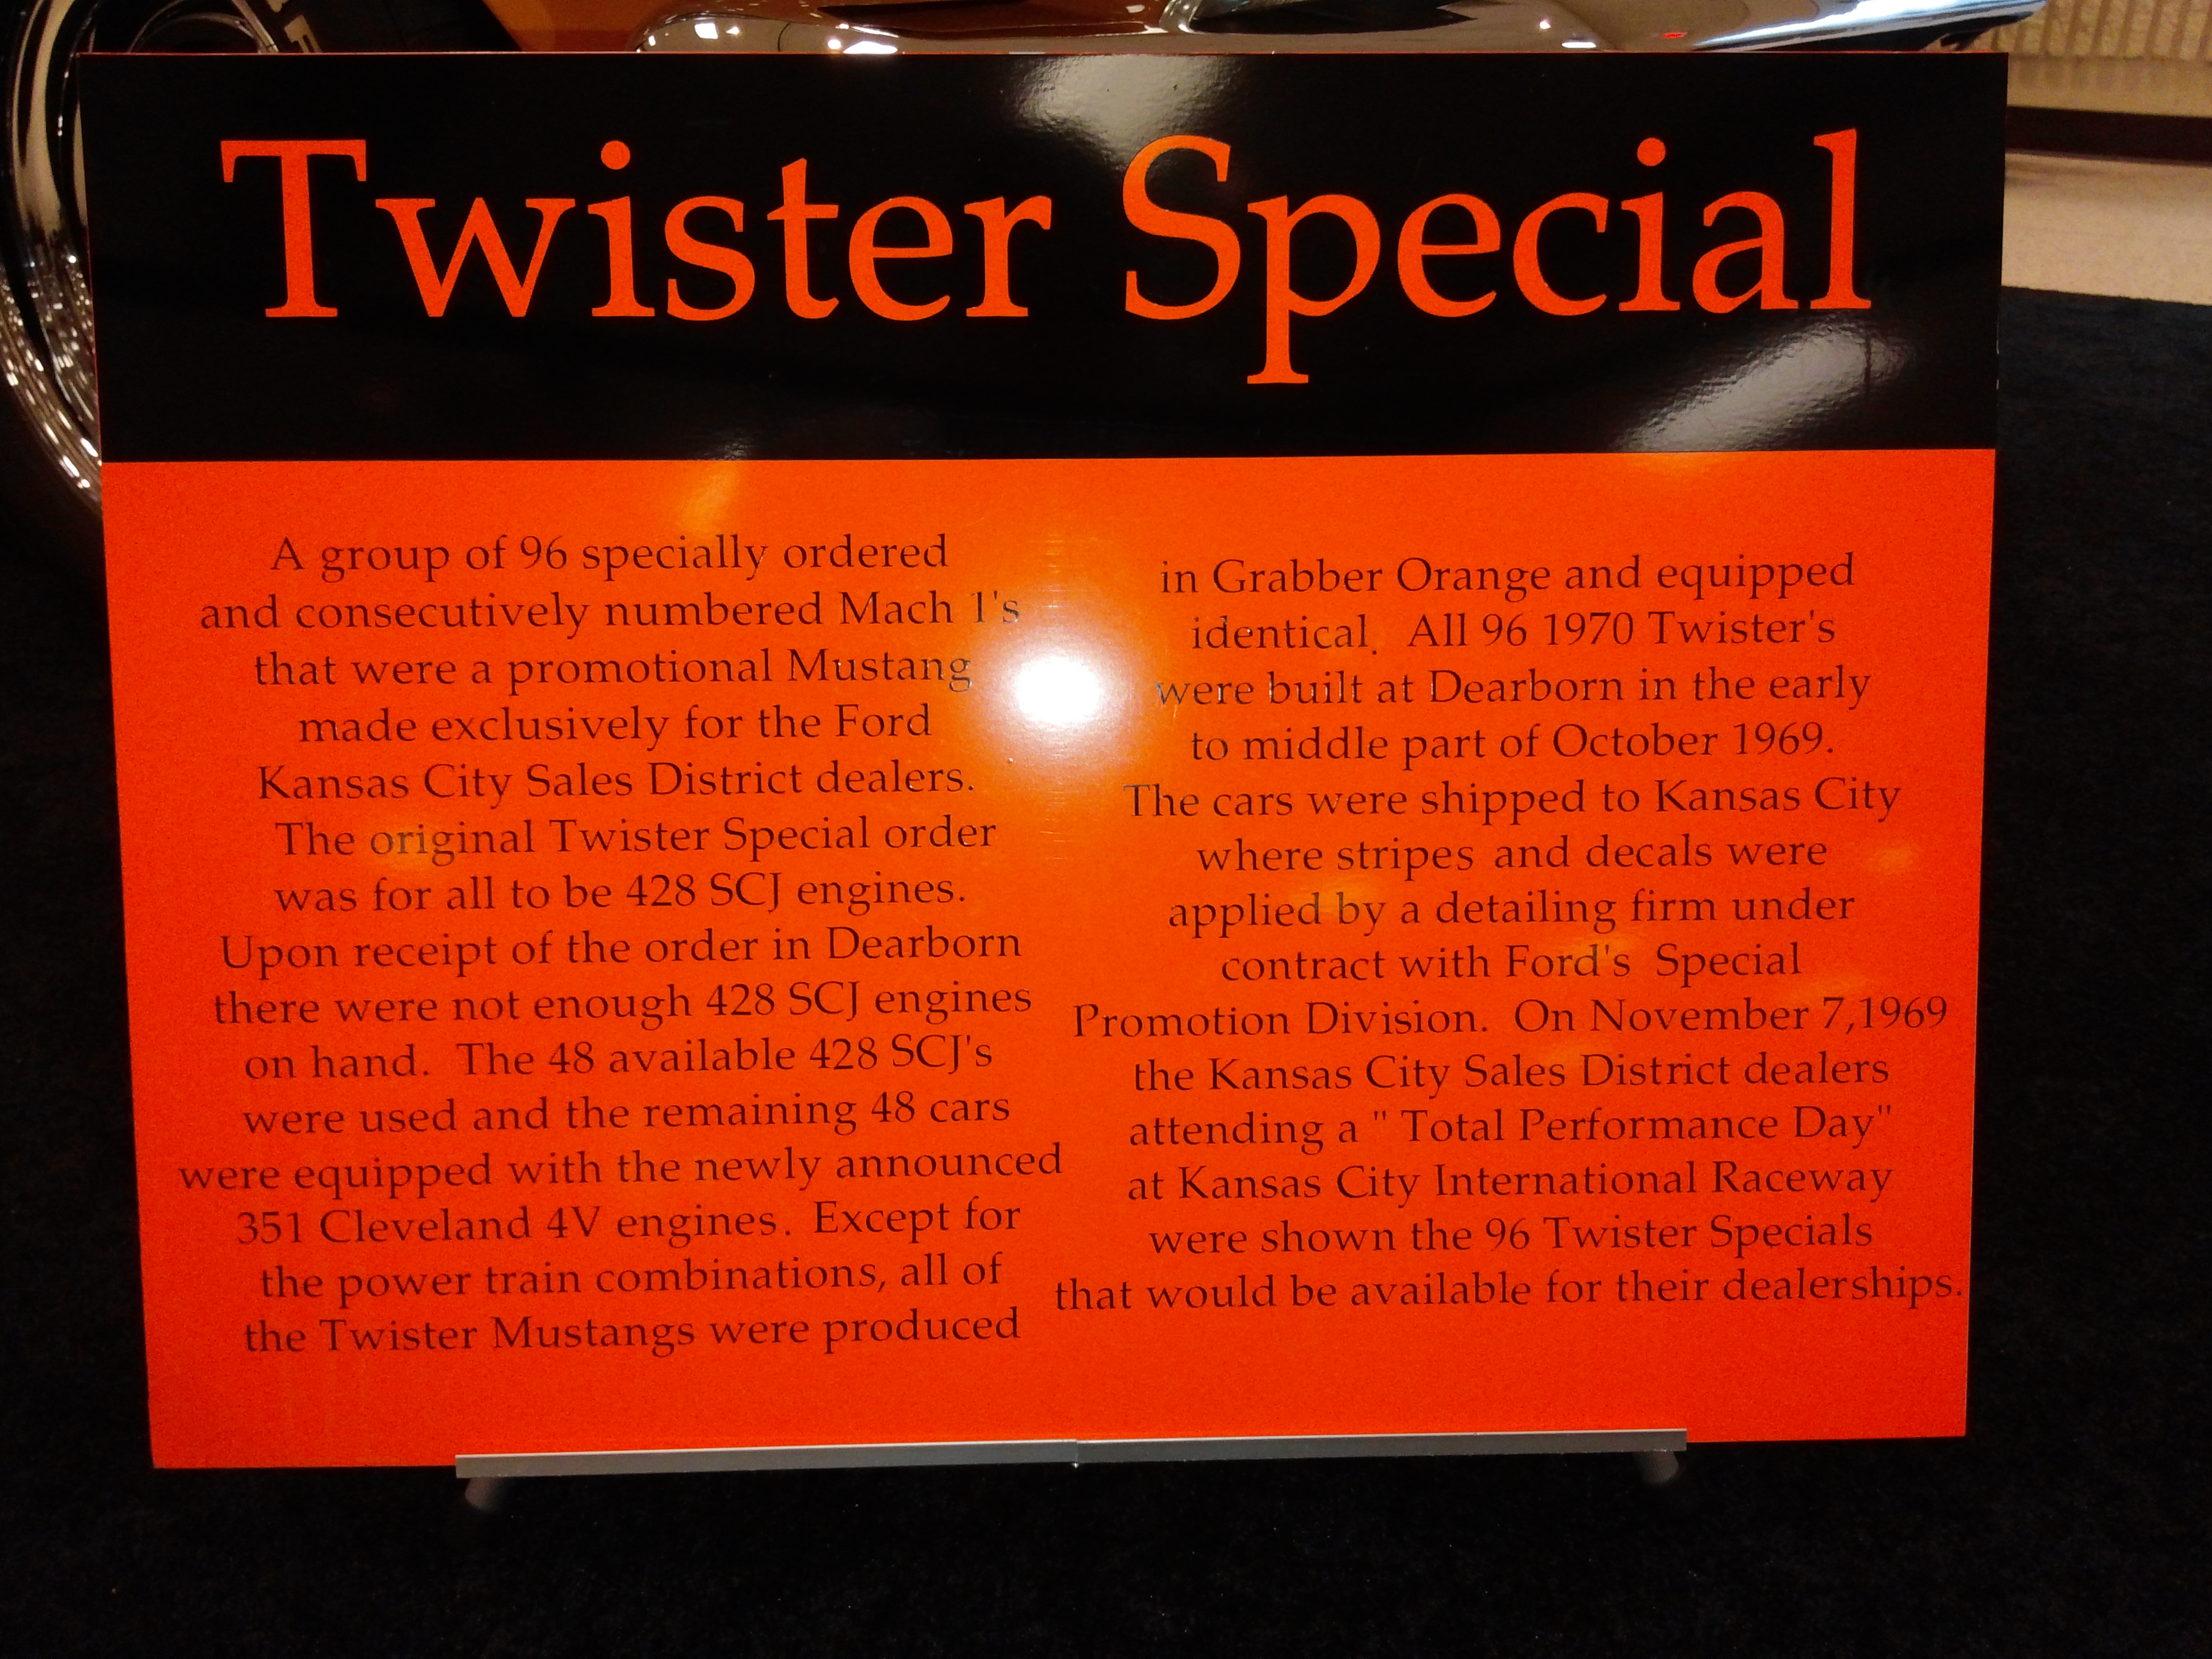 Twister Special
A group of 96 specially ordered
and consecutively numbered Mach 1's
that were a promotional Mustang
made exclusively for the Ford
Kansas City Sales District dealers.
The original Twister Special order
was for all to be 428 SCJ engines.
Upon receipt of the order in Dearborn
there were not enough 428 SCJ engines
on hand.  The 48 available 428 SCJ's
were used and the remaining 48 cars
were equipped with the newly announced
351 Cleveland 4V engines.  Except for
the power train combinations, all of
the Twister Mustangs were produced
in Grabber Orange and equipped
identical.  All 96 1970 Twister's
were built at Dearborn in the early
to middle part of October 1969.
The cars were shipped to Kansas City
where stripes and decals were
applied by a detailing firm under
contract with Ford's  Special
Promotion Division.  On November 7,1969
the Kansas City Sales District dealers
attending a " Total Performance Day"
at Kansas City International Raceway
were shown the 96 Twister Specials
that would be available for their dealerships.